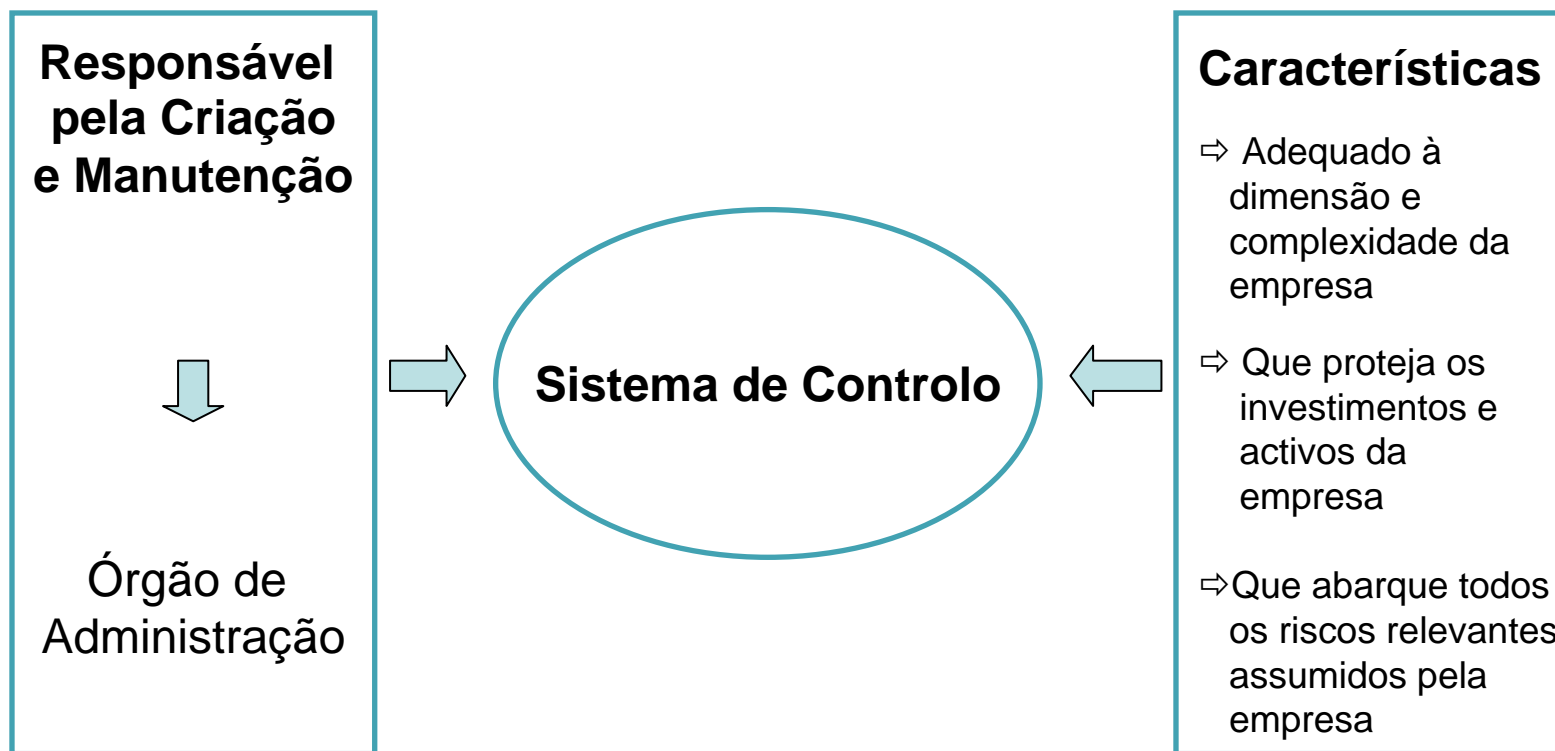 Responsável
pela Criação
e Manutenção
Órgão de
Administração
Sistema de Controlo
Características
⇨ Adequado à
dimensão e
complexidade da
empresa
⇨ Que proteja os
investimentos e
activos da
empresa
⇨Que abarque todos
os riscos relevantes
assumidos pela
empresa